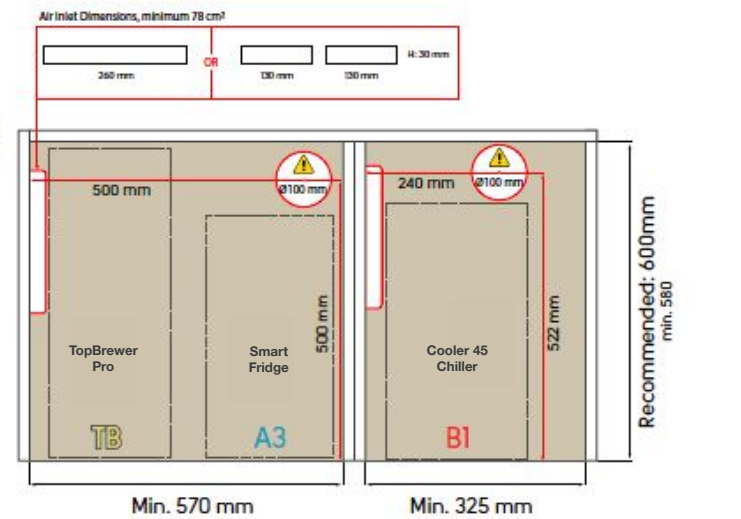 Air Inlet Dimensions, minimum 78 cm²
260 mm
OR
130 mm
130 mm
H: 30 mm
500 mm
Ø100 mm
240 mm
Ø100 mm
TopBrewer
Pro
Smart
Fridge
500 mm
Cooler 45
Chiller
522 mm
TB
A3
B1
Recommended: 600mm
min. 580
Min. 570 mm
Min. 325 mm